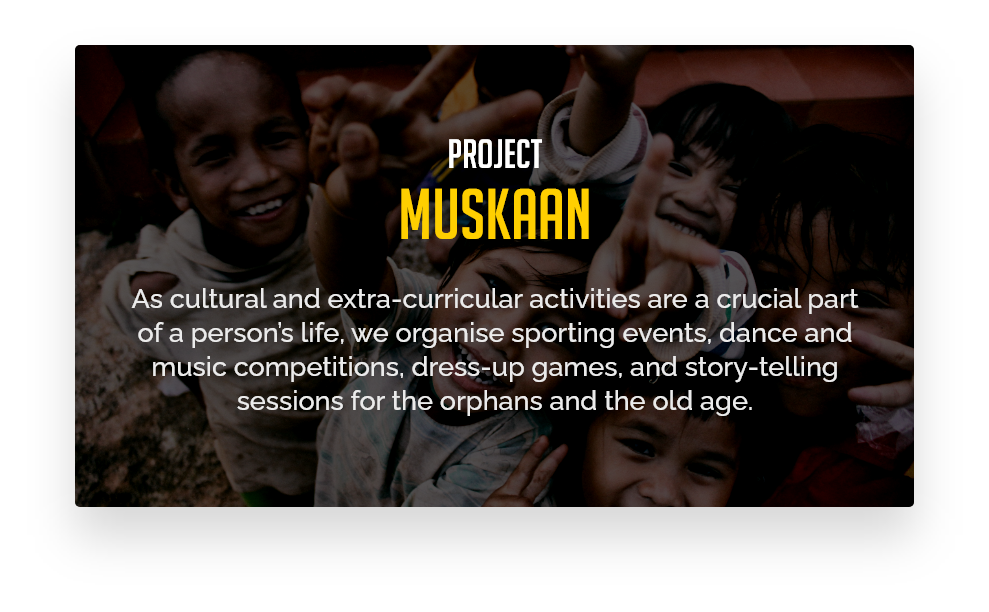 PROJECT
MUSKAAN
As cultural and extra-curricular activities are a crucial part
of a person’s life, we organise sporting events, dance and
music competitions, dress-up games, and story-telling
sessions for the orphans and the old age.